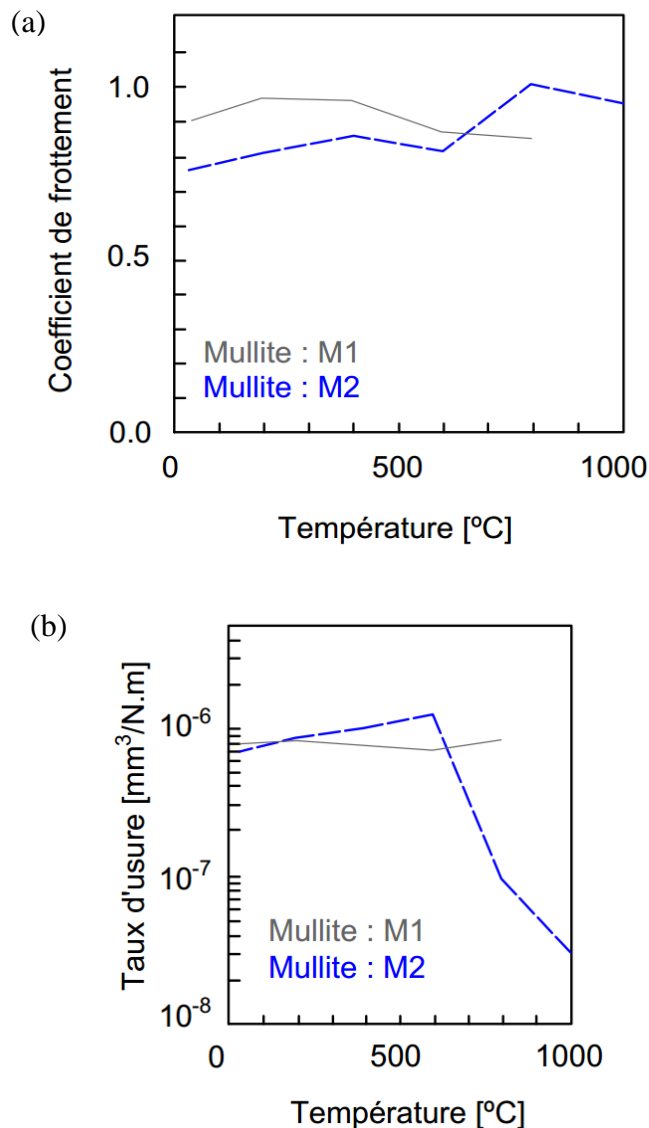 (a)
Coefficient de frottement
1.0
0.5
0.0
Mullite : M1
Mullite : M2
0
500
1000
Température [ºC]
(b)
Taux d'usure [mm³/N.m]
10⁻⁶
10⁻⁷
10⁻⁸
Mullite : M1
Mullite : M2
0
500
1000
Température [ºC]